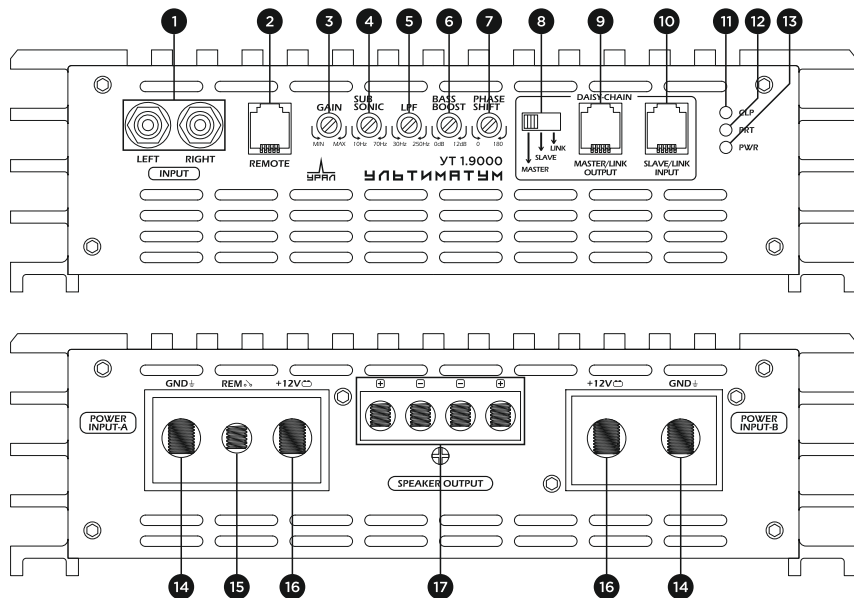 1 2 3 4 5 6 7 8 9 10 11 12 13
GAIN SUB SONIC LPF BASS BOOST PHASE SHIFT
MIN MAX 10Hz 70Hz 30Hz 250Hz 0dB 12dB 0 180
LEFT RIGHT
INPUT
REMOTE
УРАЛ
УТ 1.9000
УЛЬТИМАТУМ
DAISY-CHAIN
LINK
SLAVE
MASTER
MASTER/LINK
OUTPUT
SLAVE/LINK
INPUT
CLP
PRT
PWR
GND REM +12V
POWER
INPUT-A
+ − − +
SPEAKER OUTPUT
+12V GND
POWER
INPUT-B
14 15 16 17 16 14